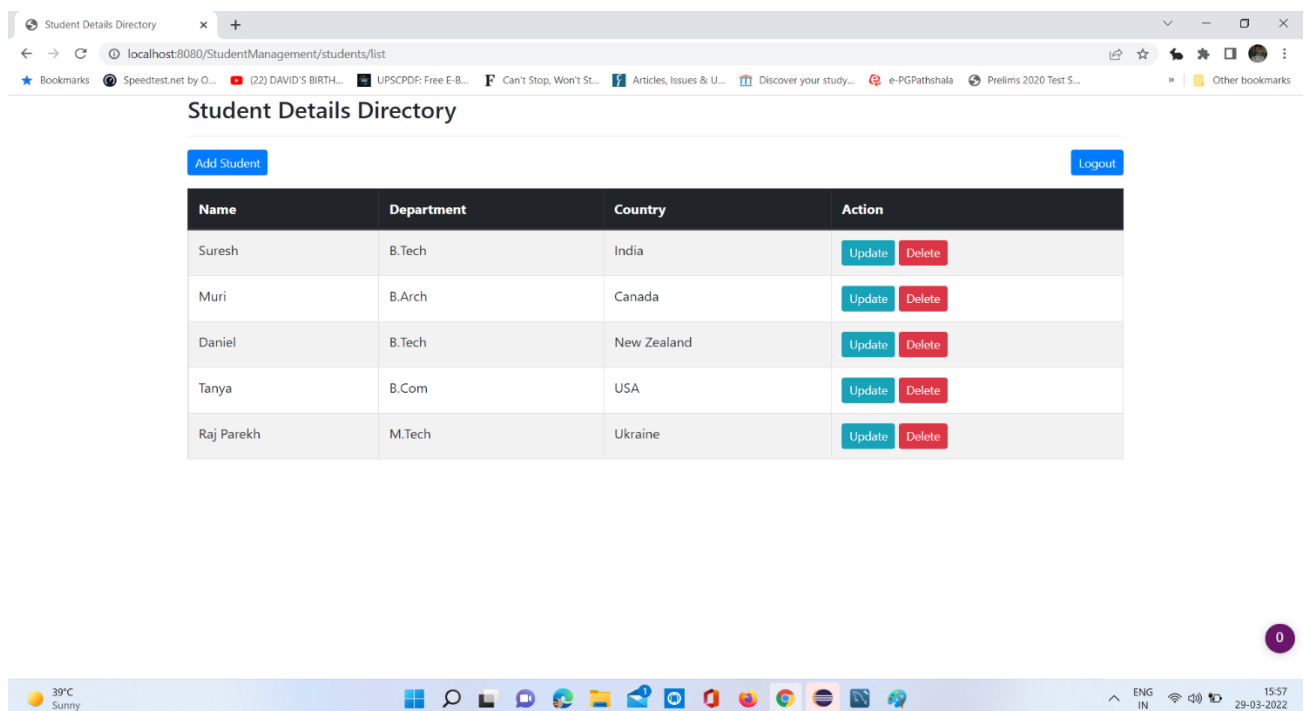 Student Details Directory
localhost:8080/StudentManagement/students/list
Bookmarks Speedtest.net by O... (22) DAVID'S BIRTH... UPSCPDF: Free E-B... F Can't Stop, Won't St... Articles, Issues & U... Discover your study... e-PGPathshala Prelims 2020 Test S... » Other bookmarks
Student Details Directory
Add Student Logout
Name Department Country Action
Suresh B.Tech India Update Delete
Muri B.Arch Canada Update Delete
Daniel B.Tech New Zealand Update Delete
Tanya B.Com USA Update Delete
Raj Parekh M.Tech Ukraine Update Delete
0
39°C
Sunny
ENG
IN
15:57
29-03-2022